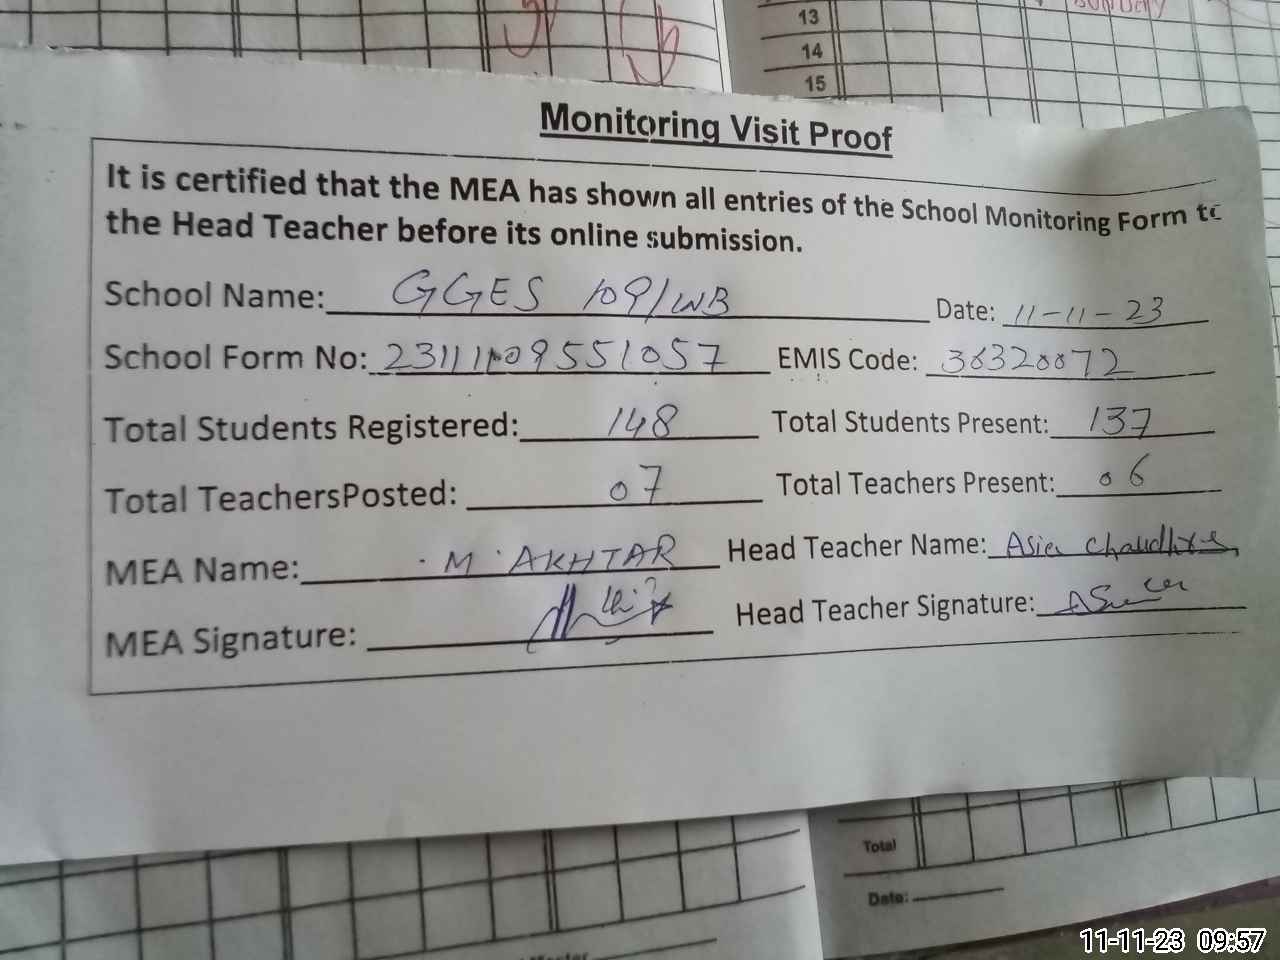 SUNDAY
13
14
15
Monitoring Visit Proof
It is certified that the MEA has shown all entries of the School Monitoring Form to
the Head Teacher before its online submission.
School Name: GGES 109/WB Date: 11-11-23
School Form No: 23111109551057 EMIS Code: 36320072
Total Students Registered: 148 Total Students Present: 137
Total TeachersPosted: 07 Total Teachers Present: 06
MEA Name: M. AKHTAR Head Teacher Name: Asia
MEA Signature: Head Teacher Signature:
Total
Date:
11-11-23 09:57